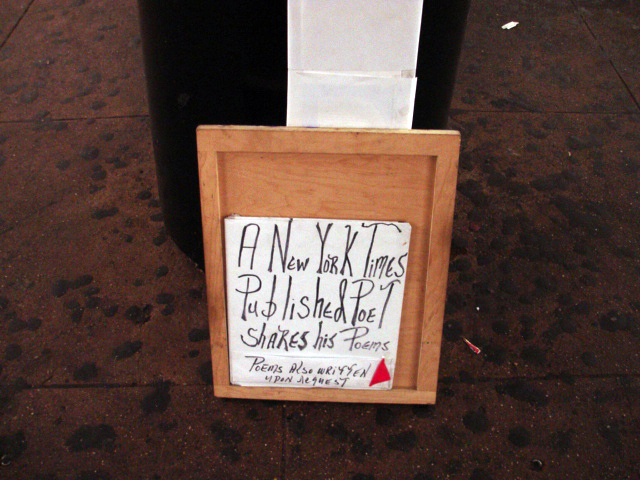 A New York Times
Published Poet
shares his Poems
Poems Also written
upon request